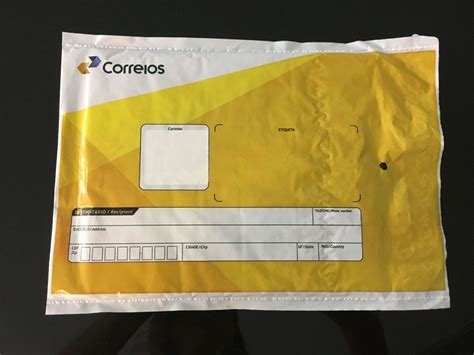 Correios
Carimbo
ETIQUETA
DESTINATÁRIO / Recipient
TELEFONE/Phone number
ENDEREÇO/Address
CEP CIDADE/City UF/State PAÍS/Country
Zip